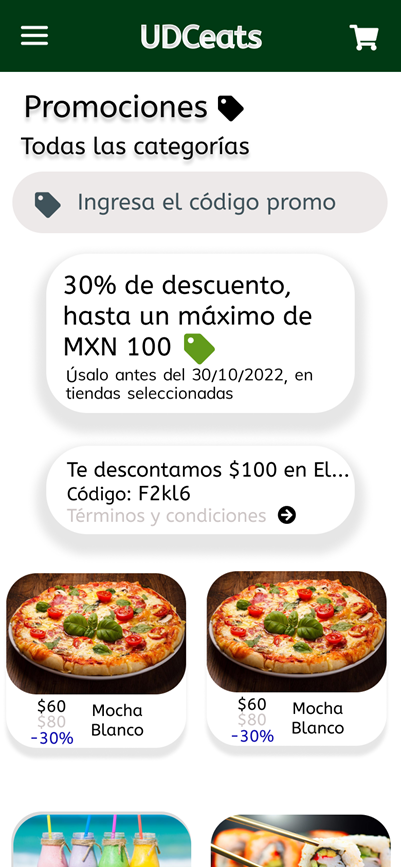 UDCeats
Promociones
Todas las categorías
Ingresa el código promo
30% de descuento,
hasta un máximo de
MXN 100
Úsalo antes del 30/10/2022, en
tiendas seleccionadas
Te descontamos $100 en El...
Código: F2kl6
Términos y condiciones
$60
$80
-30%
Mocha
Blanco
$60
$80
-30%
Mocha
Blanco